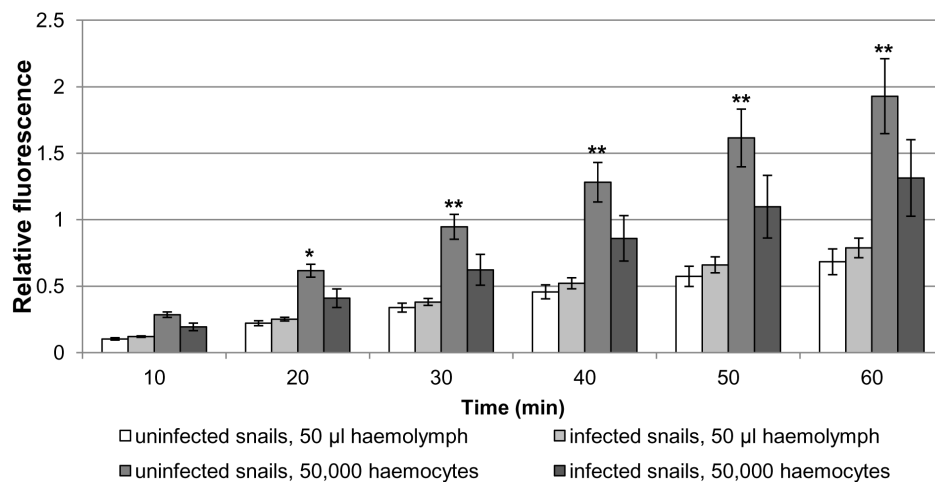 2.5
2
1.5
1
0.5
0
Relative fluorescence
*
**
**
**
**
10 20 30 40 50 60
Time (min)
uninfected snails, 50 µl haemolymph infected snails, 50 µl haemolymph
uninfected snails, 50,000 haemocytes infected snails, 50,000 haemocytes